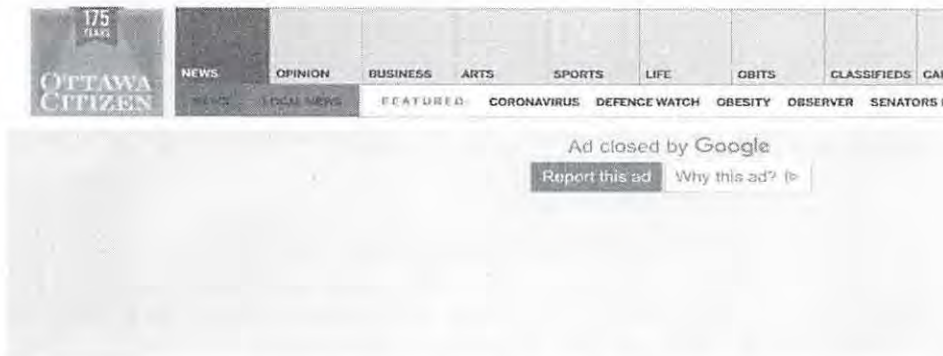 175
YEARS
OTTAWA
CITIZEN
NEWS OPINION BUSINESS ARTS SPORTS LIFE OBITS CLASSIFIEDS
NEWS LOCAL NEWS FEATURED CORONAVIRUS DEFENCE WATCH OBESITY OBSERVER SENATORS
Ad closed by Google
Report this ad Why this ad?